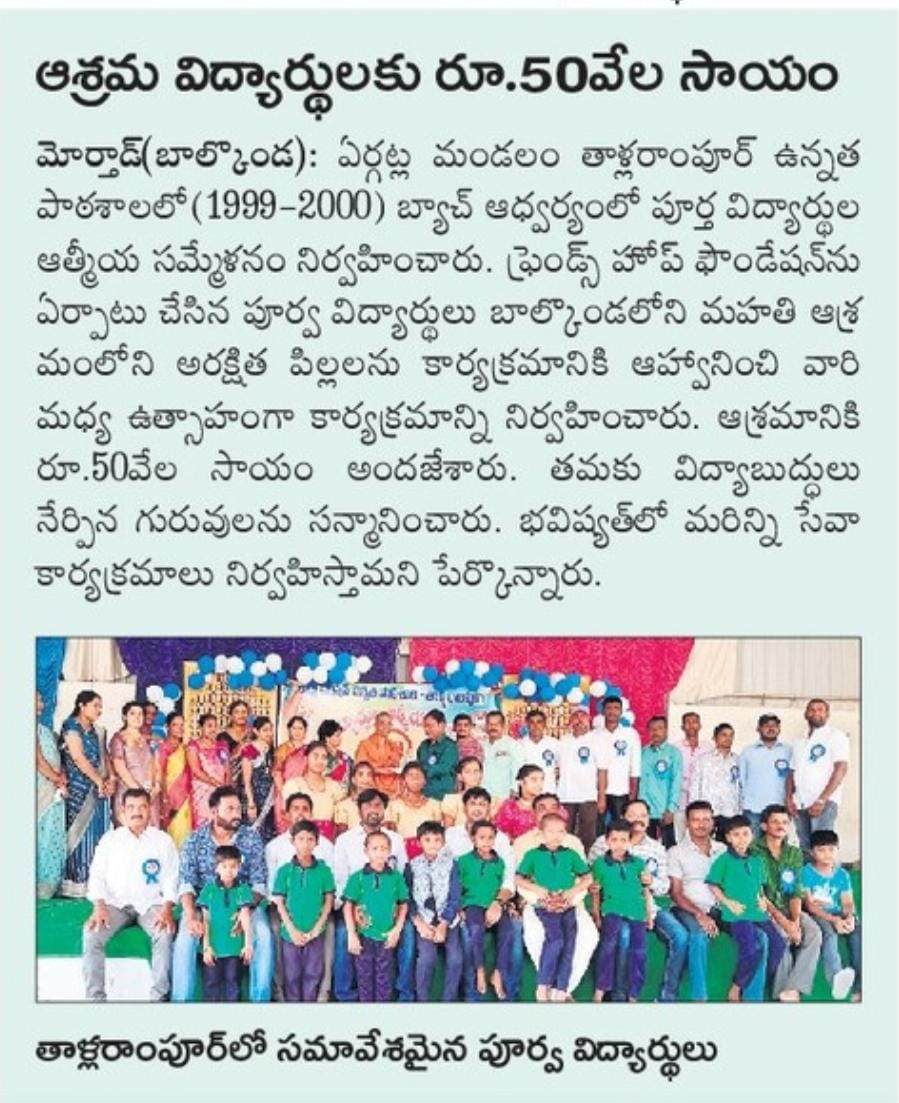 ఆశ్రమ విద్యార్థులకు రూ.50వేల సాయం
మోర్తాడ్(బాల్కొండ): ఏర్గట్ల మండలం తాళ్లరాంపూర్ ఉన్నత
పాఠశాలలో (1999-2000) బ్యాచ్ ఆధ్వర్యంలో పూర్త విద్యార్థుల
ఆత్మీయ సమ్మేళనం నిర్వహించారు. ఫ్రెండ్స్ హోప్ ఫౌండేషన్‌ను
ఏర్పాటు చేసిన పూర్వ విద్యార్థులు బాల్కొండలోని మహతి ఆశ్ర
మంలోని అరక్షిత పిల్లలను కార్యక్రమానికి ఆహ్వానించి వారి
మధ్య ఉత్సాహంగా కార్యక్రమాన్ని నిర్వహించారు. ఆశ్రమానికి
రూ.50వేల సాయం అందజేశారు. తమకు విద్యాబుద్ధులు
నేర్పిన గురువులను సన్మానించారు. భవిష్యత్‌లో మరిన్ని సేవా
కార్యక్రమాలు నిర్వహిస్తామని పేర్కొన్నారు.
తాళ్లరాంపూర్‌లో సమావేశమైన పూర్వ విద్యార్థులు